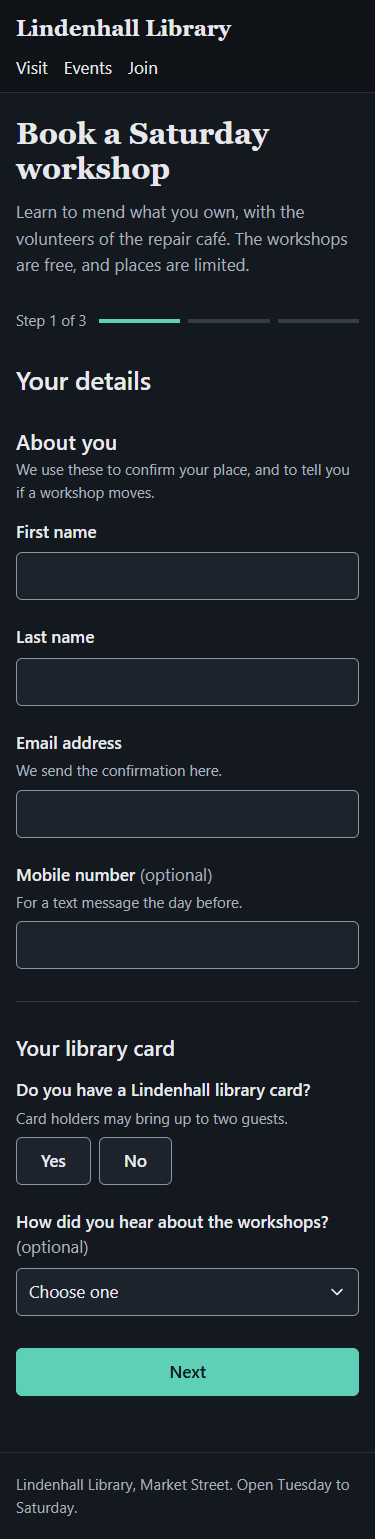 Lindenhall Library
Visit Events Join
Book a Saturday
workshop
Learn to mend what you own, with the
volunteers of the repair café. The workshops
are free, and places are limited.
Step 1 of 3
Your details
About you
We use these to confirm your place, and to tell you
if a workshop moves.
First name
Last name
Email address
We send the confirmation here.
Mobile number (optional)
For a text message the day before.
Your library card
Do you have a Lindenhall library card?
Card holders may bring up to two guests.
Yes No
How did you hear about the workshops?
(optional)
Choose one
Next
Lindenhall Library, Market Street. Open Tuesday to
Saturday.